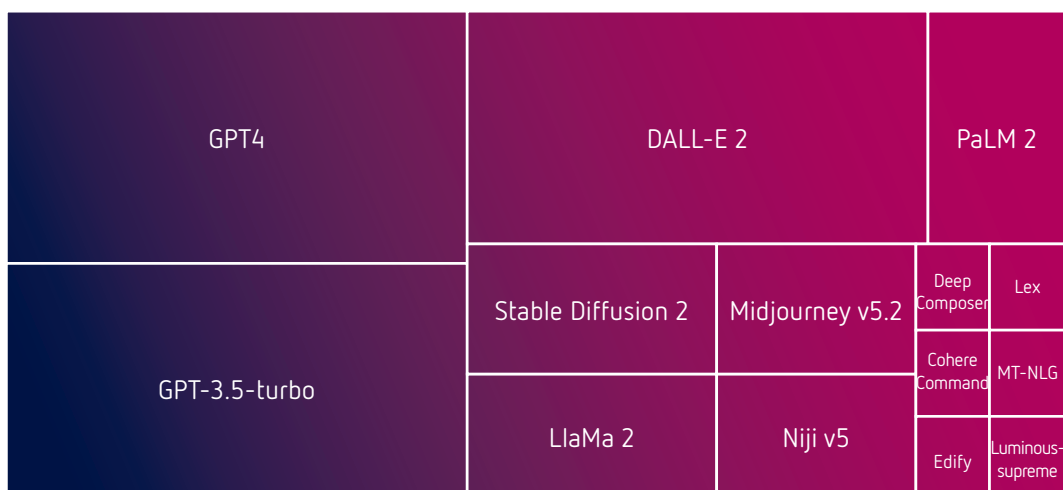 GPT4
DALL-E 2
PaLM 2
GPT-3.5-turbo
Stable Diffusion 2
Midjourney v5.2
Deep
Composer
Lex
LlaMa 2
Niji v5
Cohere
Command
MT-NLG
Edify
Luminous-
supreme